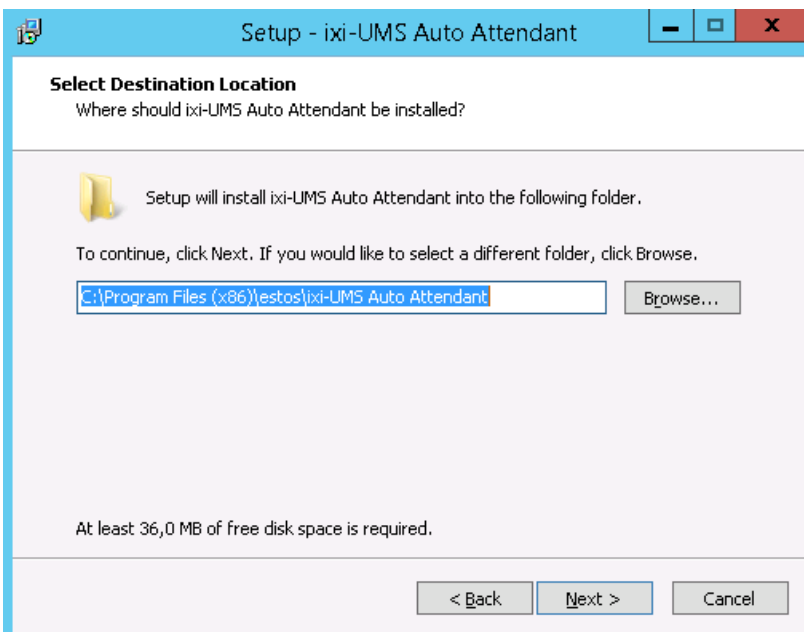 Setup - ixi-UMS Auto Attendant
Select Destination Location
Where should ixi-UMS Auto Attendant be installed?
Setup will install ixi-UMS Auto Attendant into the following folder.
To continue, click Next. If you would like to select a different folder, click Browse.
C:\Program Files (x86)\estos\ixi-UMS Auto Attendant
Browse...
At least 36,0 MB of free disk space is required.
< Back
Next >
Cancel